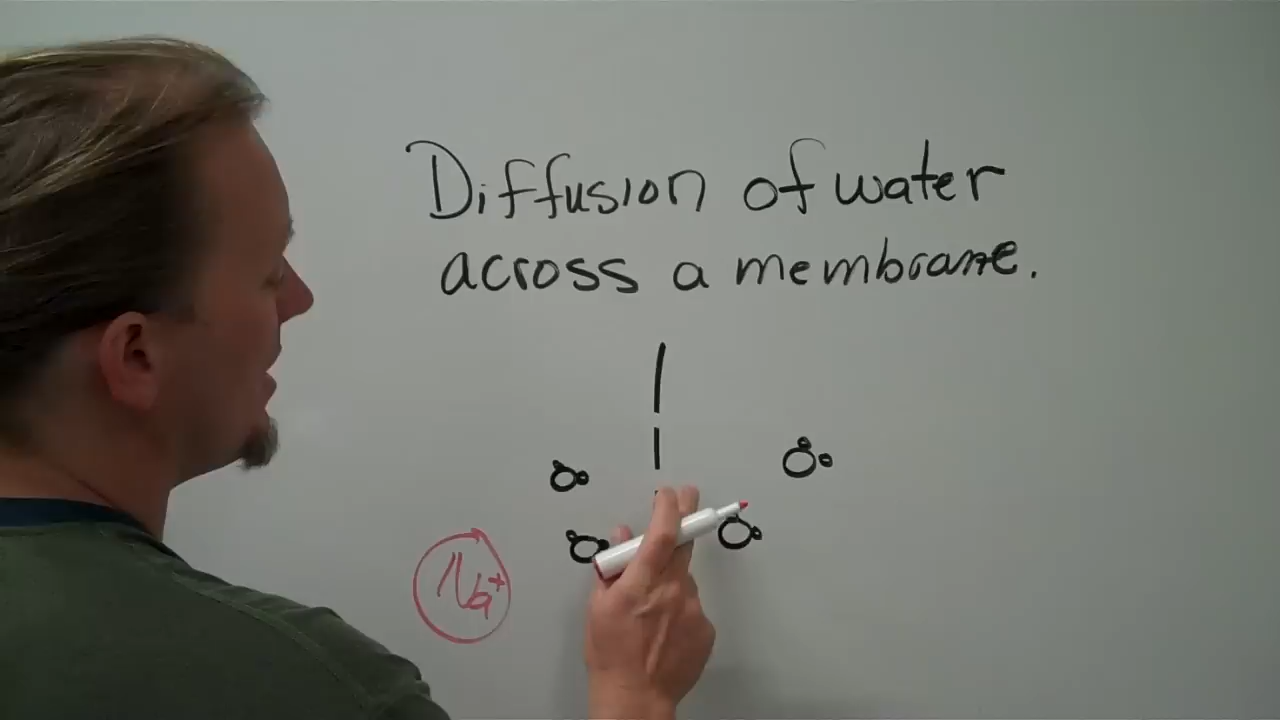 Diffusion of water
across a membrane.
Na+